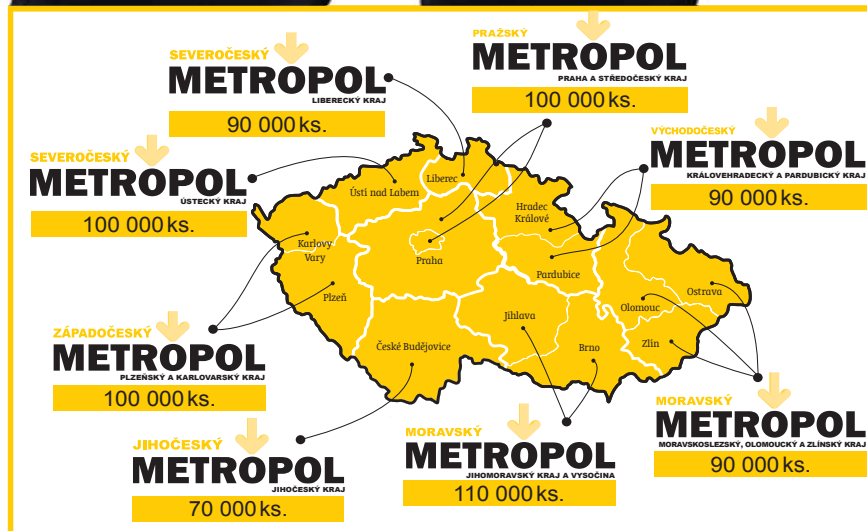 SEVEROČESKÝ
METROPOL
LIBERECKÝ KRAJ
90 000 ks.
PRAŽSKÝ
METROPOL
PRAHA A STŘEDOČESKÝ KRAJ
100 000 ks.
SEVEROČESKÝ
METROPOL
ÚSTECKÝ KRAJ
100 000 ks.
VÝCHODOČESKÝ
METROPOL
KRÁLOVEHRADECKÝ A PARDUBICKÝ KRAJ
90 000 ks.
Ústí nad Labem
Liberec
Hradec
Králové
Karlovy
Vary
Praha
Pardubice
Plzeň
Ostrava
Olomouc
Jihlava
České Budějovice
Brno
Zlín
ZÁPADOČESKÝ
METROPOL
PLZEŇSKÝ A KARLOVARSKÝ KRAJ
100 000 ks.
JIHOČESKÝ
METROPOL
JIHOČESKÝ KRAJ
70 000 ks.
MORAVSKÝ
METROPOL
JIHOMORAVSKÝ KRAJ A VYSOČINA
110 000 ks.
MORAVSKÝ
METROPOL
MORAVSKOSLEZSKÝ, OLOMOUCKÝ A ZLÍNSKÝ KRAJ
90 000 ks.